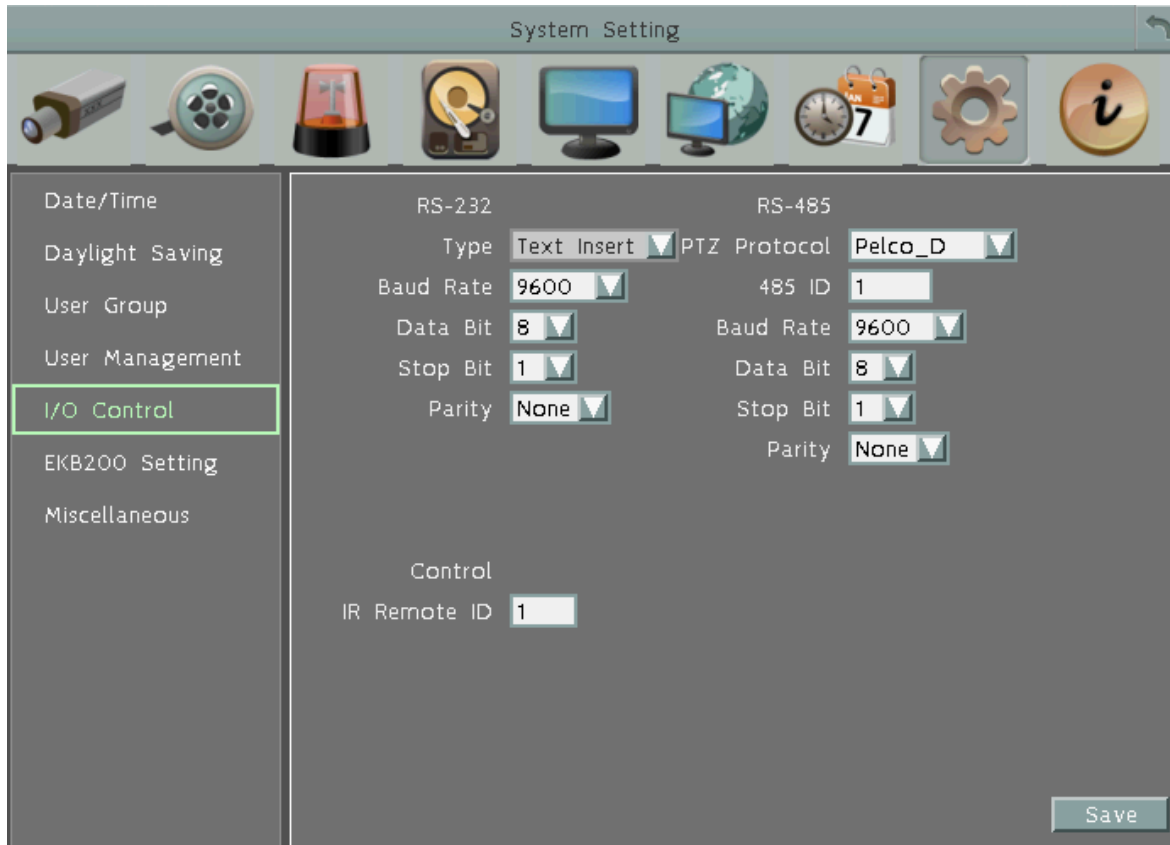 System Setting
JAN
7
i
Date/Time
Daylight Saving
User Group
User Management
I/O Control
EKB200 Setting
Miscellaneous
RS-232
Type Text Insert
Baud Rate 9600
Data Bit 8
Stop Bit 1
Parity None
RS-485
PTZ Protocol Pelco_D
485 ID 1
Baud Rate 9600
Data Bit 8
Stop Bit 1
Parity None
Control
IR Remote ID 1
Save